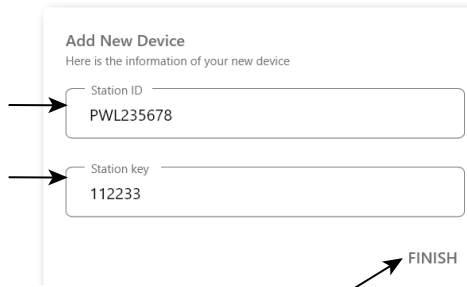 Add New Device
Here is the information of your new device
Station ID
PWL235678
Station key
112233
FINISH